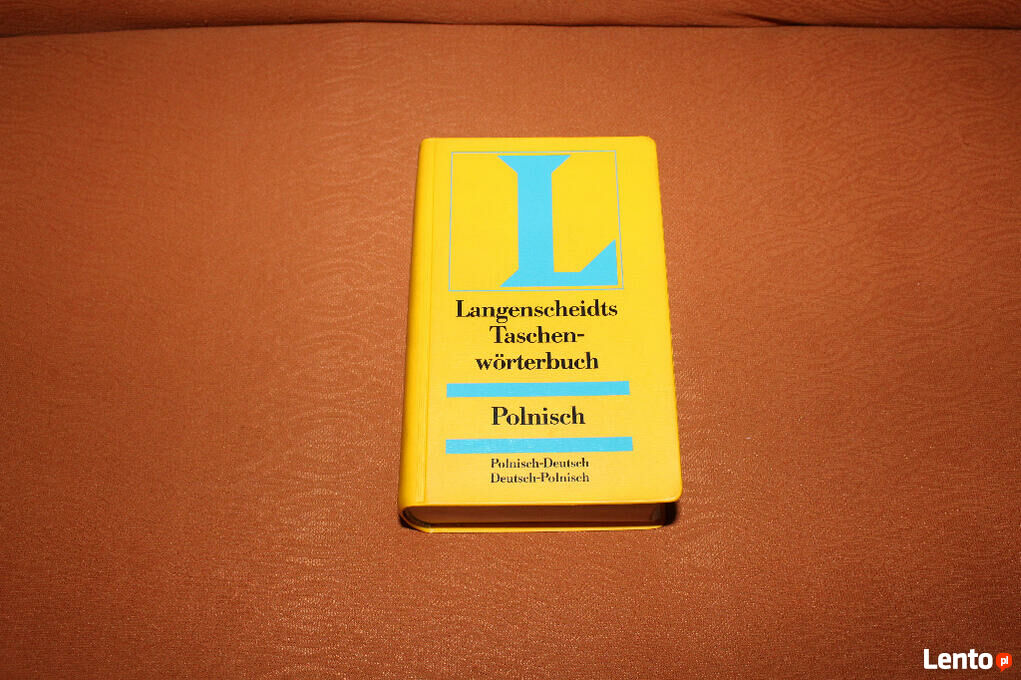 L
Langenscheidts
Taschen-
wörterbuch
Polnisch
Polnisch-Deutsch
Deutsch-Polnisch
Lento pl